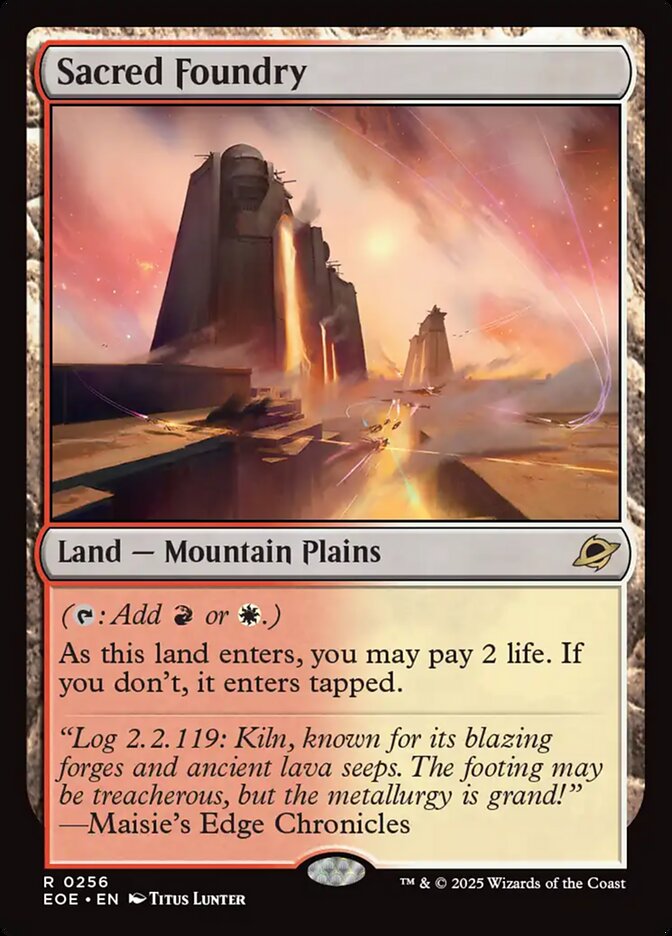 Sacred Foundry
Land — Mountain Plains
(: Add or .)
As this land enters, you may pay 2 life. If
you don't, it enters tapped.
“Log 2.2.119: Kiln, known for its blazing
forges and ancient lava seeps. The footing may
be treacherous, but the metallurgy is grand!”
—Maisie's Edge Chronicles
R 0256
EOE • EN Titus Lunter
™ & © 2025 Wizards of the Coast